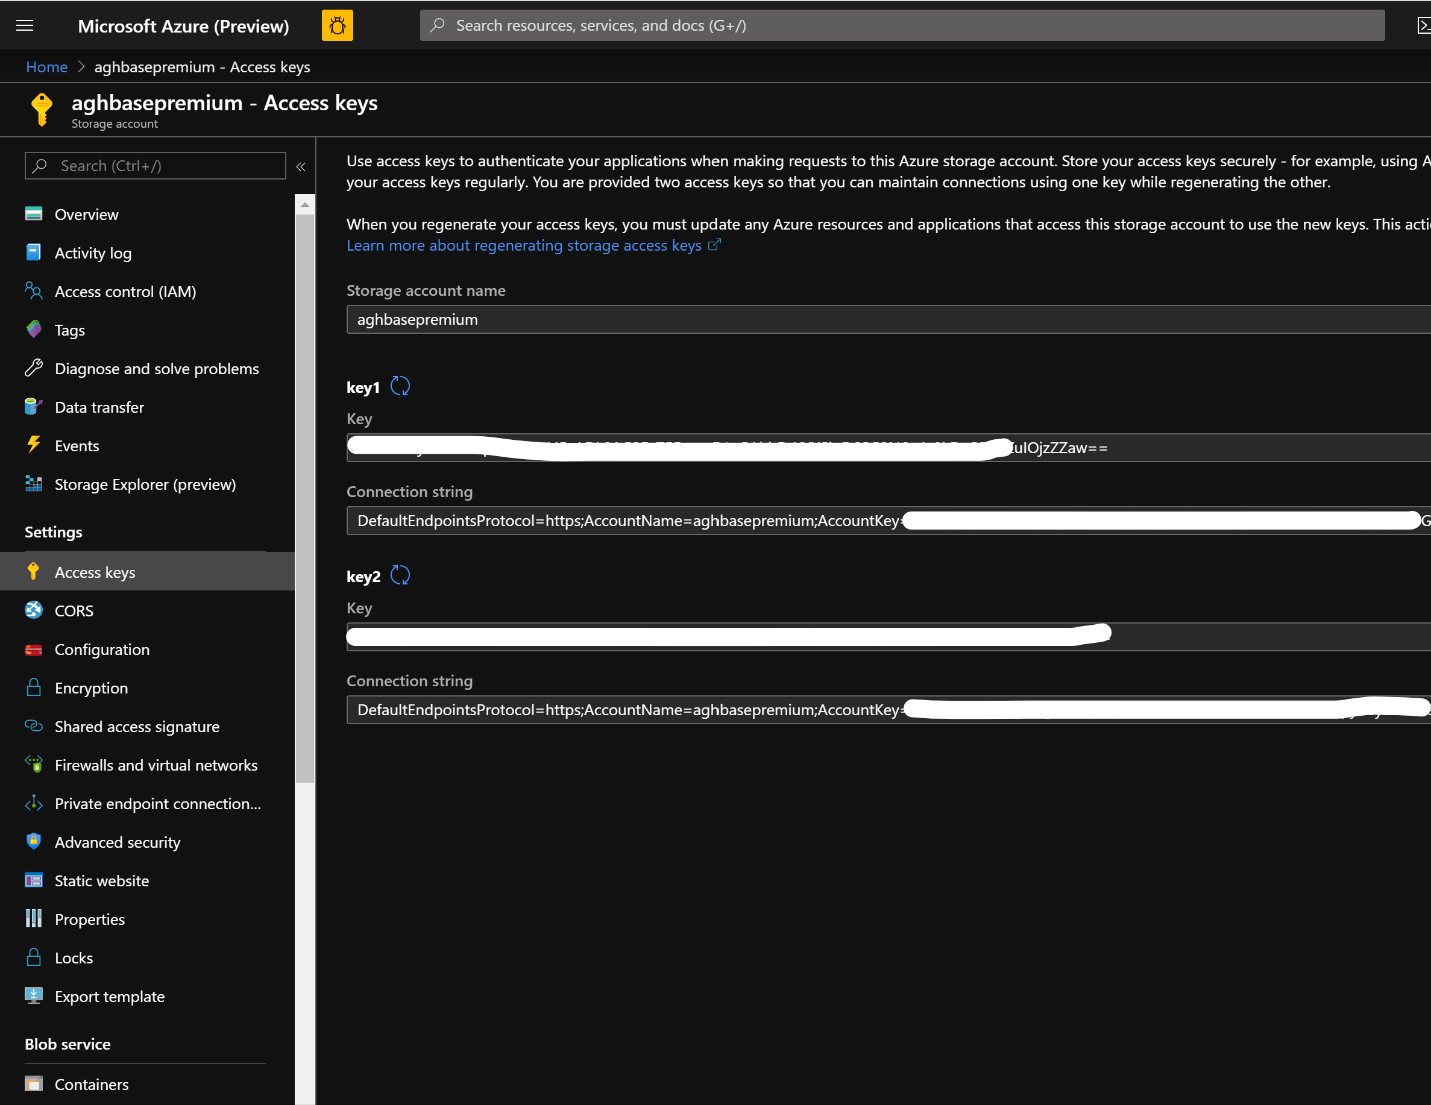 Microsoft Azure (Preview)
Search resources, services, and docs (G+/)
Home > aghbasepremium - Access keys
aghbasepremium - Access keys
Storage account
Search (Ctrl+/)
«
Overview
Activity log
Access control (IAM)
Tags
Diagnose and solve problems
Data transfer
Events
Storage Explorer (preview)
Settings
Access keys
CORS
Configuration
Encryption
Shared access signature
Firewalls and virtual networks
Private endpoint connection...
Advanced security
Static website
Properties
Locks
Export template
Blob service
Containers
Use access keys to authenticate your applications when making requests to this Azure storage account. Store your access keys securely - for example, using A
your access keys regularly. You are provided two access keys so that you can maintain connections using one key while regenerating the other.
When you regenerate your access keys, you must update any Azure resources and applications that access this storage account to use the new keys. This acti
Learn more about regenerating storage access keys
Storage account name
aghbasepremium
key1
Key
Connection string
DefaultEndpointsProtocol=https;AccountName=aghbasepremium;AccountKey=
key2
Key
Connection string
DefaultEndpointsProtocol=https;AccountName=aghbasepremium;AccountKey=